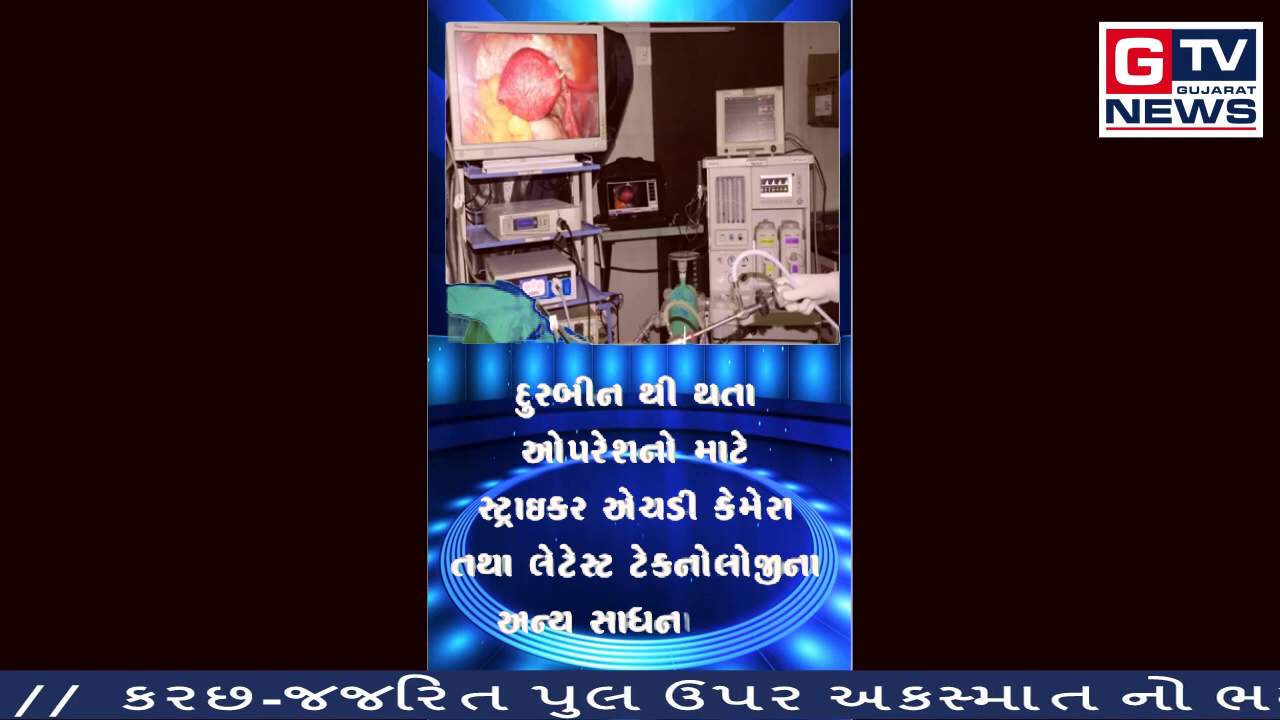 G TV
GUJARAT
NEWS
દુરબીન થી થતા
ઓપરેશનો માટે
સ્ટ્રાઇકર એચડી કેમેરા
તથા લેટેસ્ટ ટેકનોલોજીના
અન્ય સાધન
// કરછ-જજરિત પુલ ઉપર અકસ્માત નો